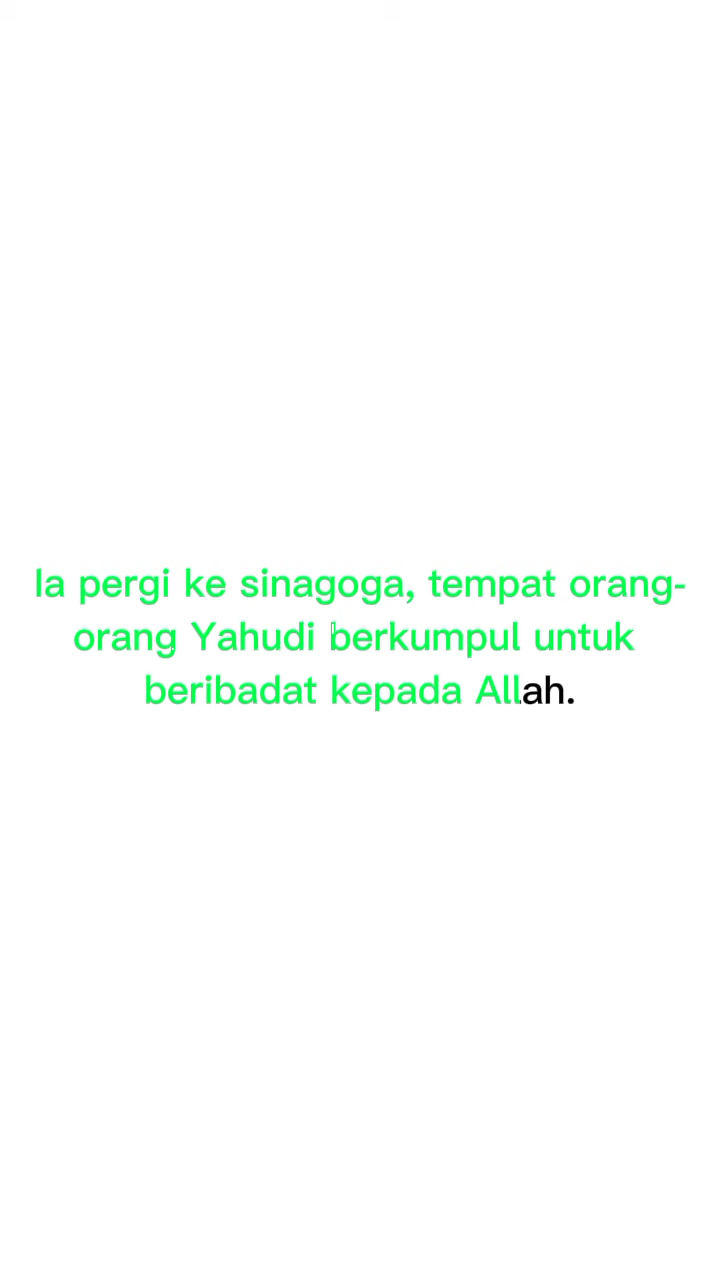 Ia pergi ke sinagoga, tempat orang-
orang Yahudi berkumpul untuk
beribadat kepada Allah.